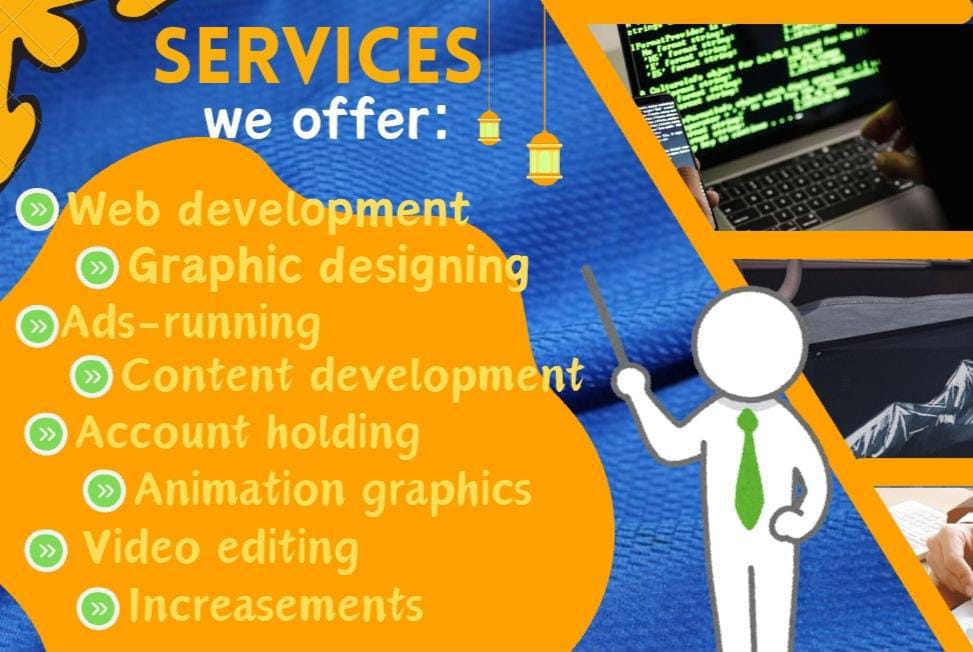 SERVICES
we offer:
Web development
Graphic designing
Ads-running
Content development
Account holding
Animation graphics
Video editing
Increasements